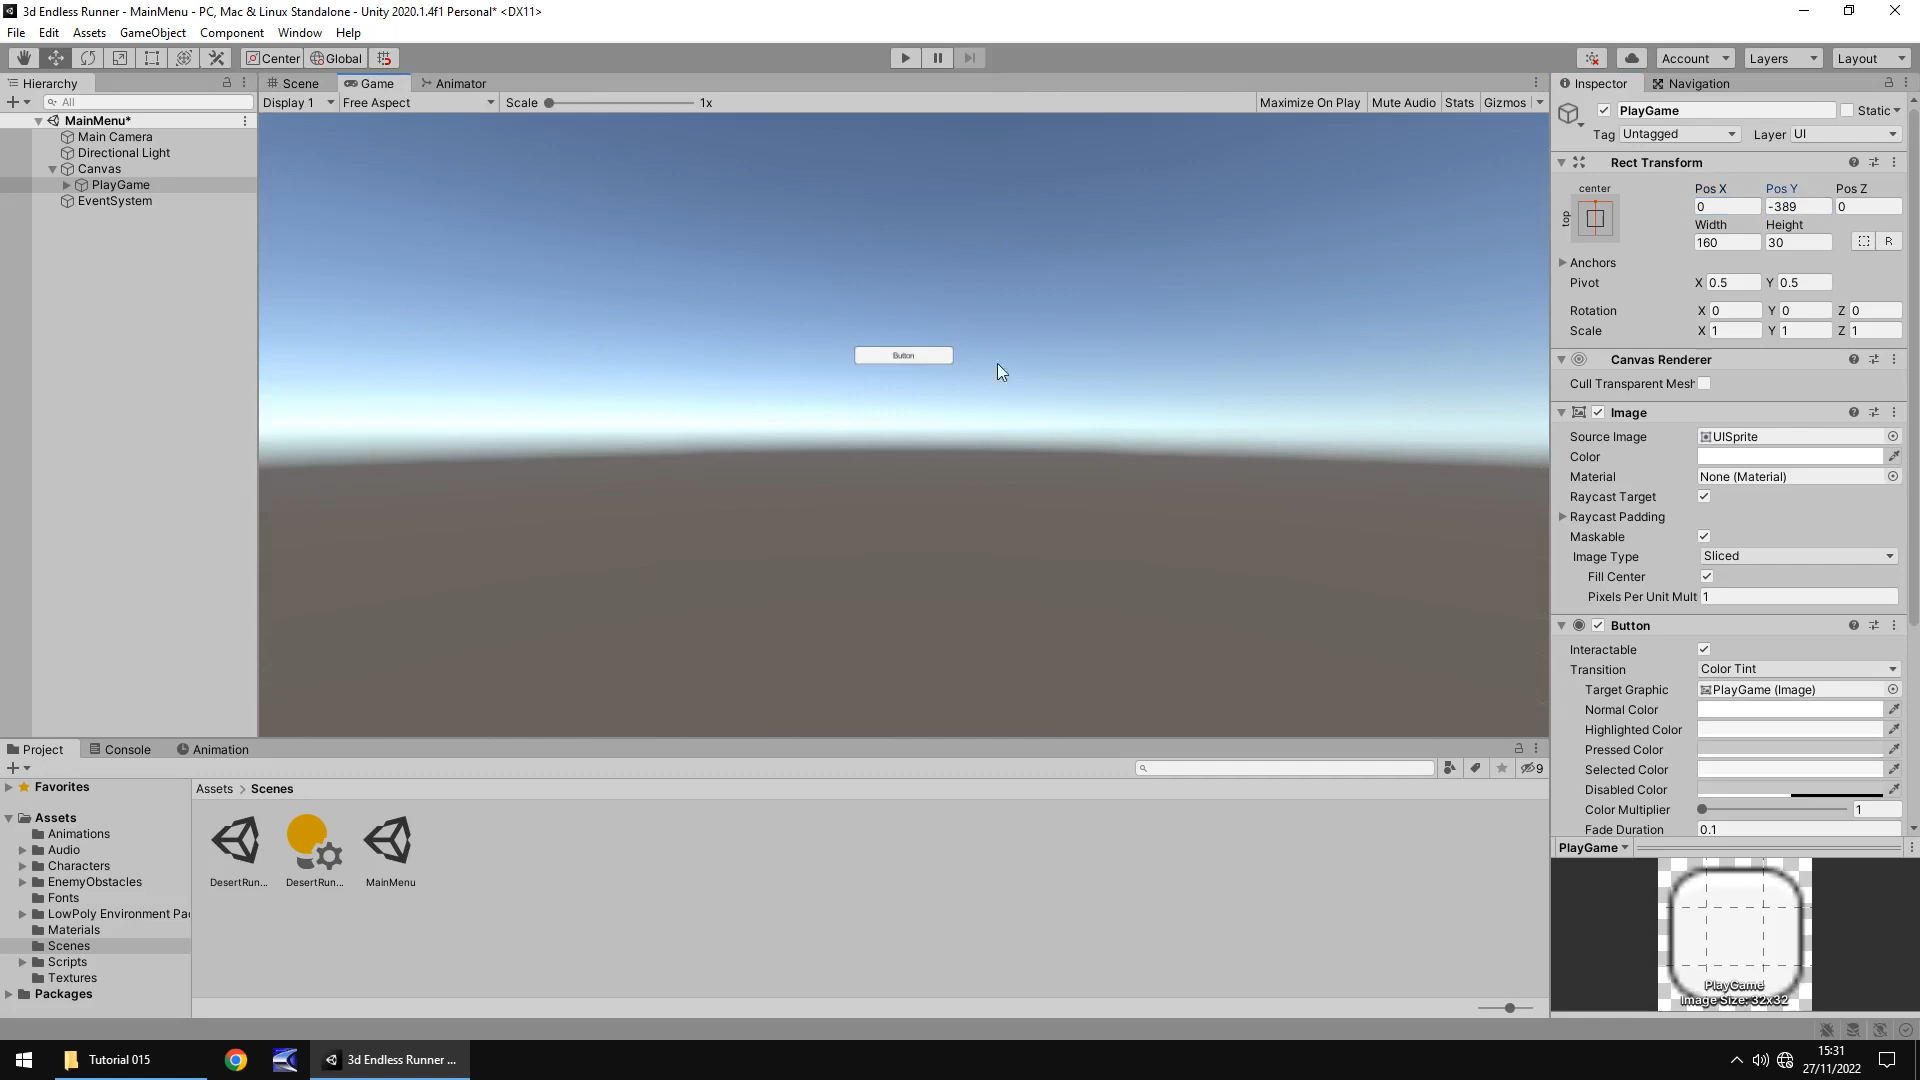 3d Endless Runner - MainMenu - PC, Mac & Linux Standalone - Unity 2020.1.4f1 Personal* <DX11>
File Edit Assets GameObject Component Window Help
Center Global Account Layers Layout
Hierarchy
All
MainMenu*
Main Camera
Directional Light
Canvas
PlayGame
EventSystem
Scene Game Animator
Display 1 Free Aspect Scale 1x Maximize On Play Mute Audio Stats Gizmos
Button
Inspector Navigation
PlayGame Static
Tag Untagged Layer UI
Rect Transform
center
top
Pos X Pos Y Pos Z
0 -389 0
Width Height
160 30 R
Anchors
Pivot X 0.5 Y 0.5
Rotation X 0 Y 0 Z 0
Scale X 1 Y 1 Z 1
Canvas Renderer
Cull Transparent Mesh
Image
Source Image UISprite
Color
Material None (Material)
Raycast Target
Raycast Padding
Maskable
Image Type Sliced
Fill Center
Pixels Per Unit Mult 1
Button
Interactable
Transition Color Tint
Target Graphic PlayGame (Image)
Normal Color
Highlighted Color
Pressed Color
Selected Color
Disabled Color
Color Multiplier 1
Fade Duration 0.1
PlayGame
PlayGame
Image Size: 32x32
Project Console Animation
9
Favorites
Assets
Animations
Audio
Characters
EnemyObstacles
Fonts
LowPoly Environment Pa
Materials
Scenes
Scripts
Textures
Packages
Assets > Scenes
DesertRun... DesertRun... MainMenu
Tutorial 015
3d Endless Runner ...
15:31
27/11/2022